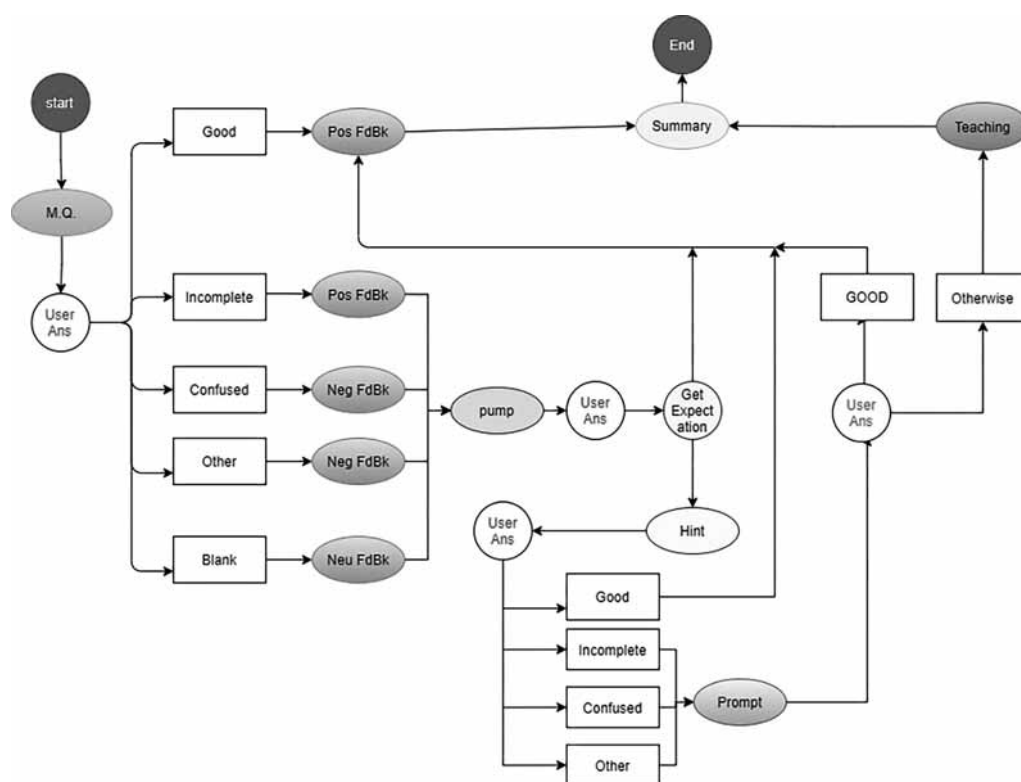 End
start
Good
Pos FdBk
Summary
Teaching
M.Q.
User
Ans
Incomplete
Pos FdBk
GOOD
Otherwise
Confused
Neg FdBk
pump
User
Ans
Get
Expect
ation
User
Ans
Other
Neg FdBk
User
Ans
Hint
Blank
Neu FdBk
Good
Incomplete
Confused
Prompt
Other